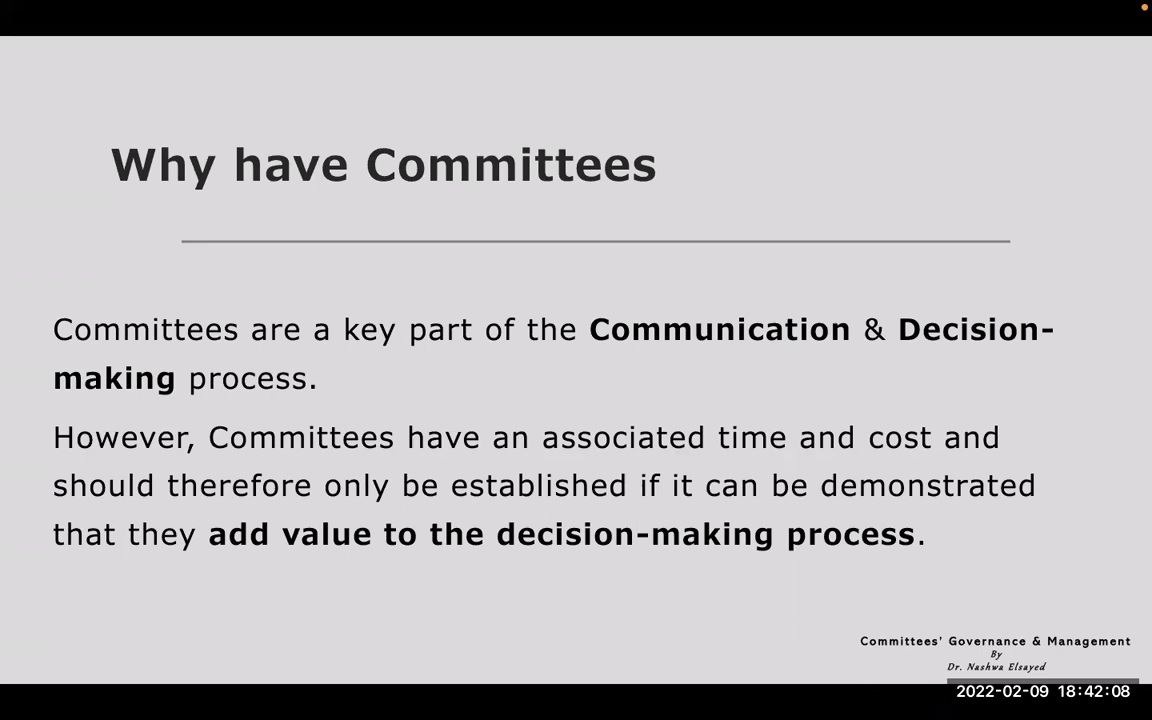 Why have Committees
Committees are a key part of the Communication & Decision-
making process.
However, Committees have an associated time and cost and
should therefore only be established if it can be demonstrated
that they add value to the decision-making process.
Committees' Governance & Management
By
Dr. Nashwa Elsayed
2022-02-09 18:42:08